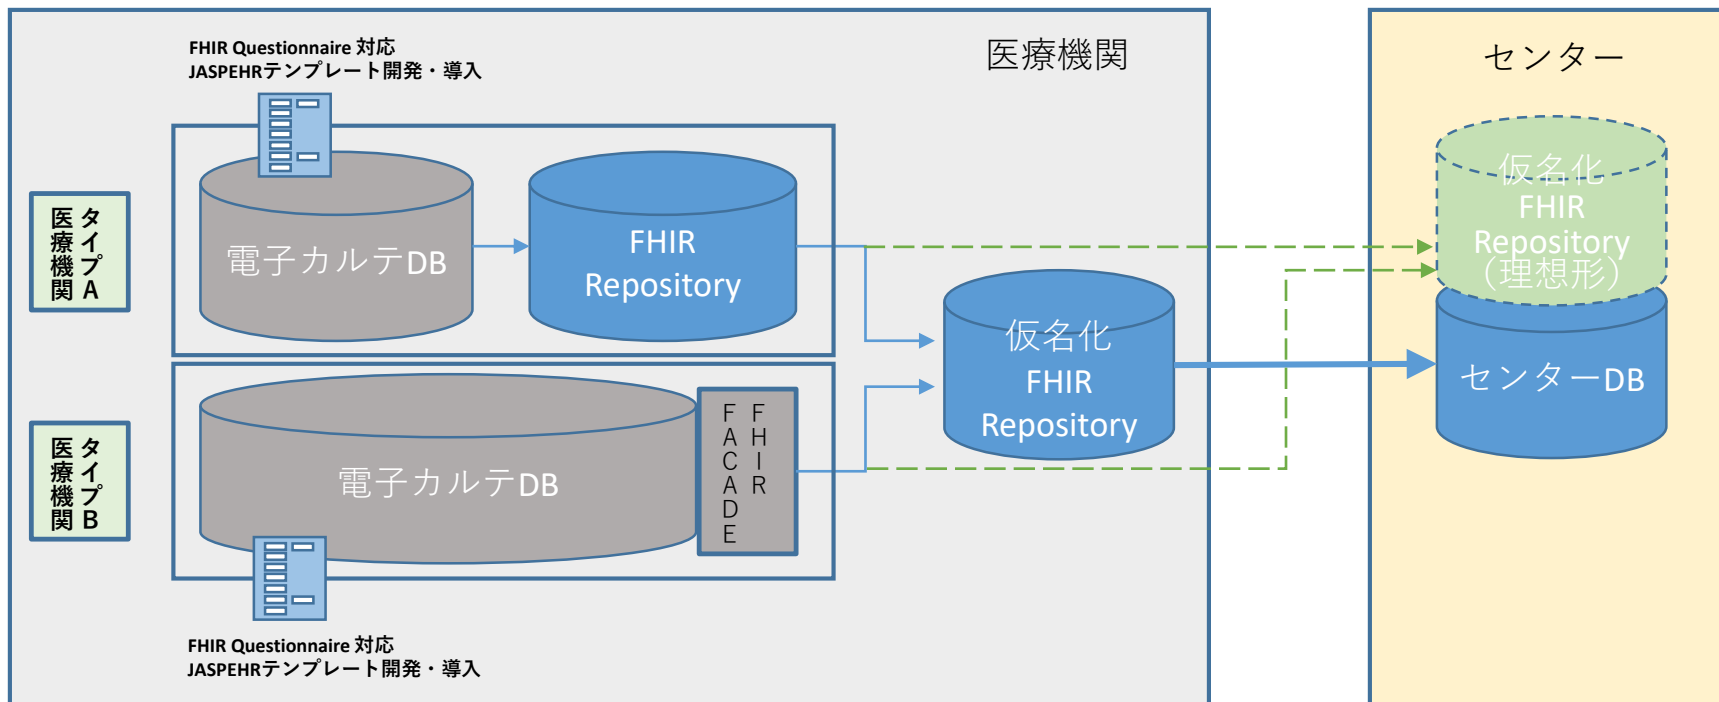 FHIR Questionnaire 対応
JASPEHRテンプレート開発・導入
医療機関
センター
タイプA
医療機関
電子カルテDB
FHIR
Repository
仮名化
FHIR
Repository
(理想形)
仮名化
FHIR
Repository
センターDB
タイプB
医療機関
電子カルテDB
FHIR
FACADE
FHIR Questionnaire 対応
JASPEHRテンプレート開発・導入